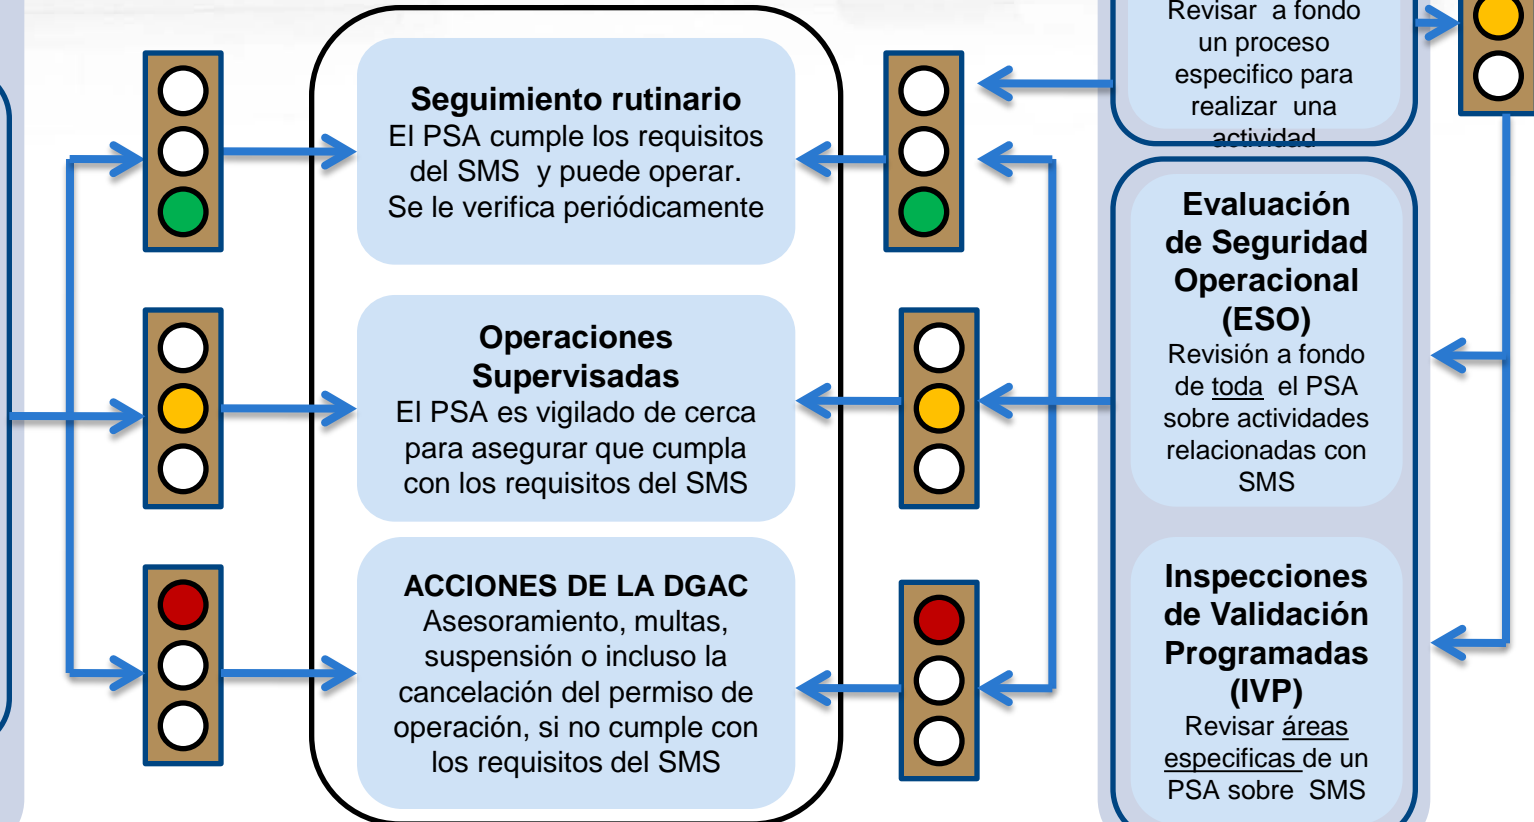 Seguimiento rutinario
El PSA cumple los requisitos
del SMS y puede operar.
Se le verifica periódicamente
Operaciones
Supervisadas
El PSA es vigilado de cerca
para asegurar que cumpla
con los requisitos del SMS
ACCIONES DE LA DGAC
Asesoramiento, multas,
suspensión o incluso la
cancelación del permiso de
operación, si no cumple con
los requisitos del SMS
Revisar a fondo
un proceso
especifico para
realizar una
actividad
Evaluación
de Seguridad
Operacional
(ESO)
Revisión a fondo
de toda el PSA
sobre actividades
relacionadas con
SMS
Inspecciones
de Validación
Programadas
(IVP)
Revisar áreas
especificas de un
PSA sobre SMS